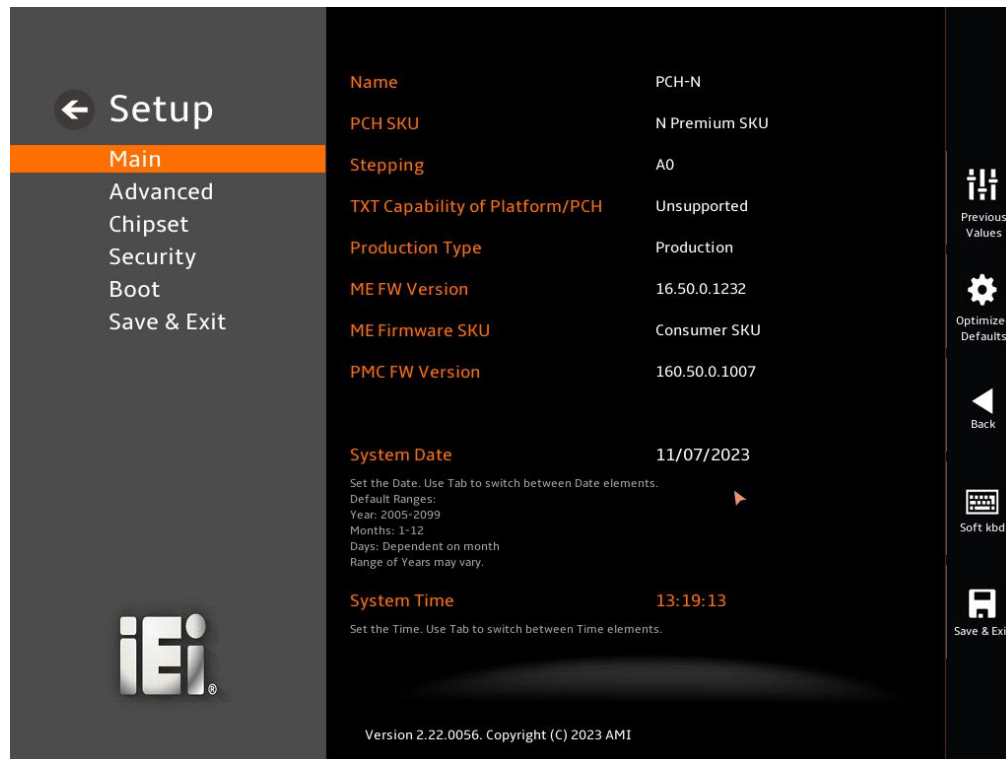 Setup
Main
Advanced
Chipset
Security
Boot
Save & Exit
iEi®
Name PCH-N
PCH SKU N Premium SKU
Stepping A0
TXT Capability of Platform/PCH Unsupported
Production Type Production
ME FW Version 16.50.0.1232
ME Firmware SKU Consumer SKU
PMC FW Version 160.50.0.1007
System Date 11/07/2023
Set the Date. Use Tab to switch between Date elements.
Default Ranges:
Year: 2005-2099
Months: 1-12
Days: Dependent on month
Range of Years may vary.
System Time 13:19:13
Set the Time. Use Tab to switch between Time elements.
Version 2.22.0056. Copyright (C) 2023 AMI
Previous
Values
Optimize
Defaults
Back
Soft kbd
Save & Exi